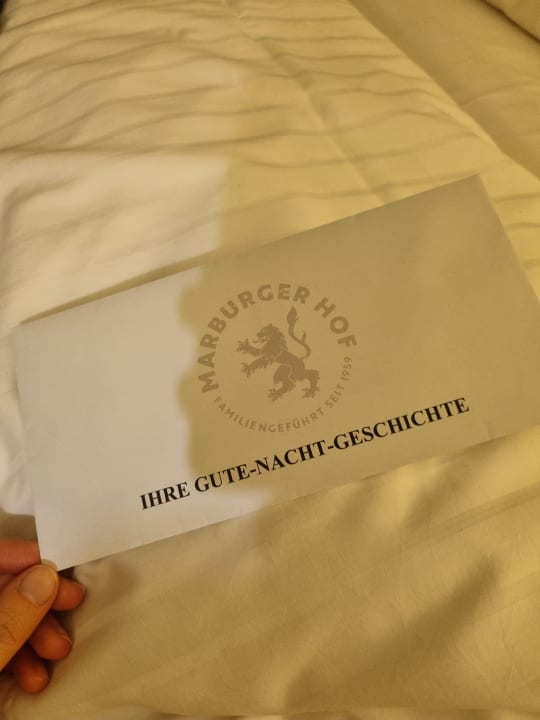 MARBURGER HOF
FAMILIENGEFÜHRT SEIT 1959
IHRE GUTE-NACHT-GESCHICHTE